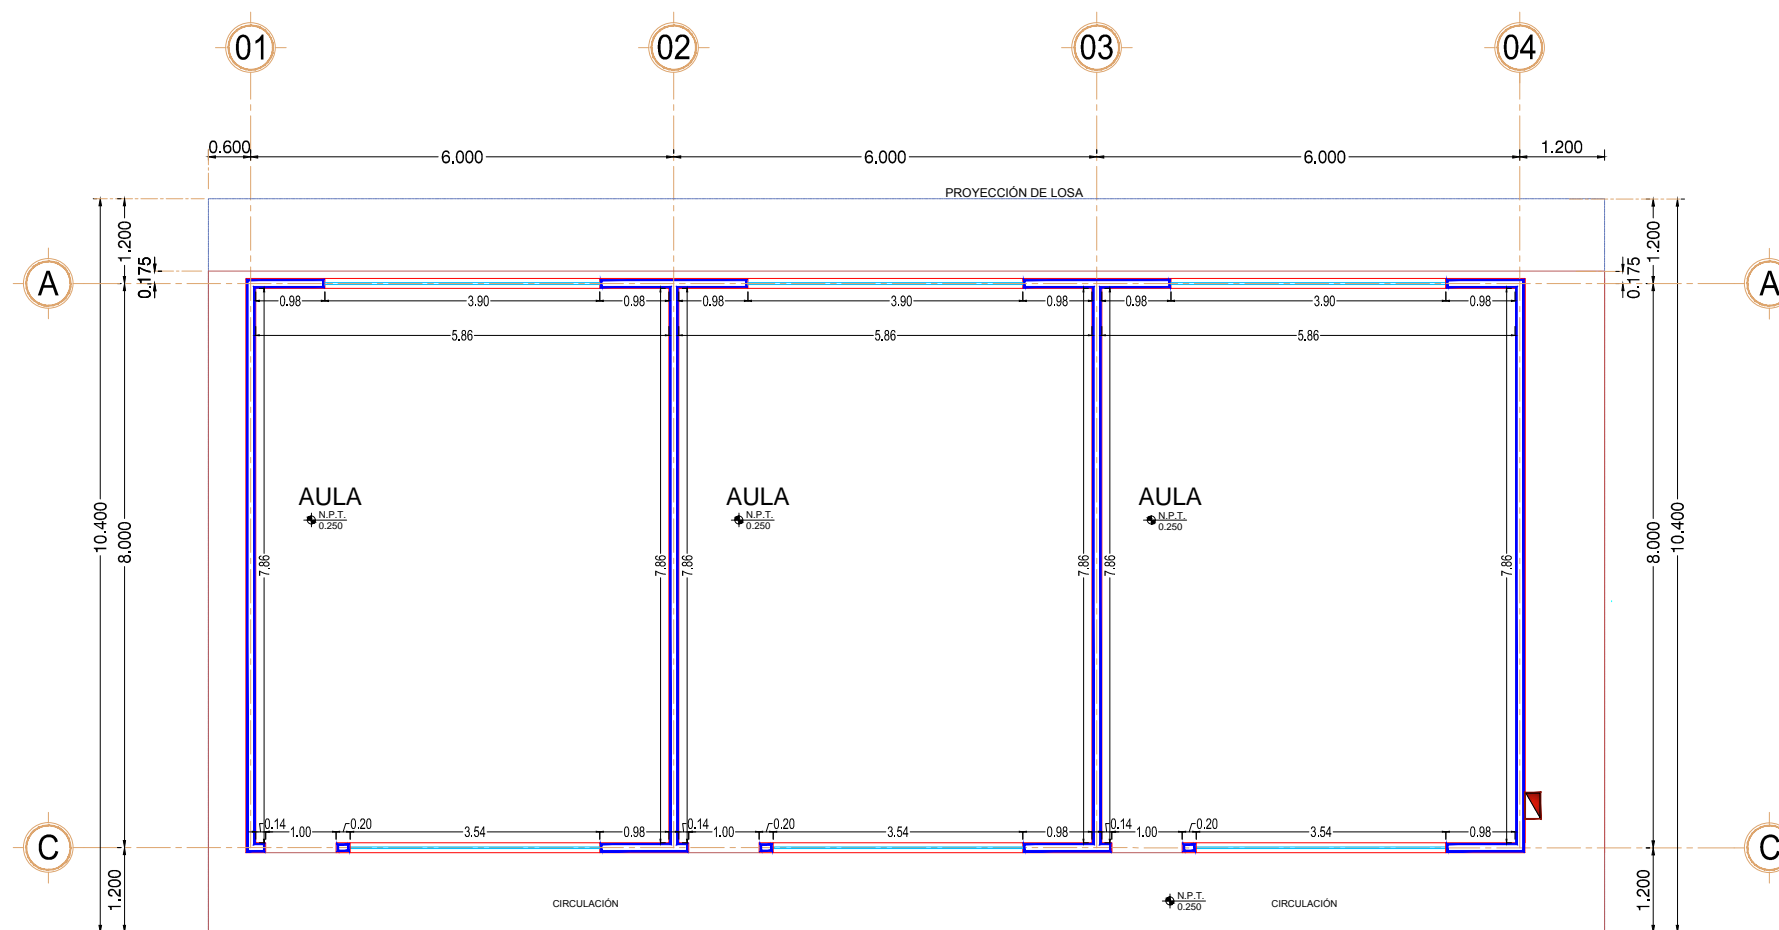 01 02 03 04
0.600 6.000 6.000 6.000 1.200
PROYECCIÓN DE LOSA
1.200 1.200
0.175 0.175
A A
0.98 3.90 0.98 0.98 3.90 0.98 0.98 3.90 0.98
5.86 5.86 5.86
AULA AULA AULA
N.P.T. N.P.T. N.P.T.
0.250 0.250 0.250
10.400 8.000 8.000 10.400
7.86 7.86 7.86 7.86 7.86 7.86
0.14 1.00 0.20 3.54 0.98 0.14 1.00 0.20 3.54 0.98 0.14 1.00 0.20 3.54 0.98
C C
1.200 1.200
CIRCULACIÓN N.P.T. CIRCULACIÓN
0.250